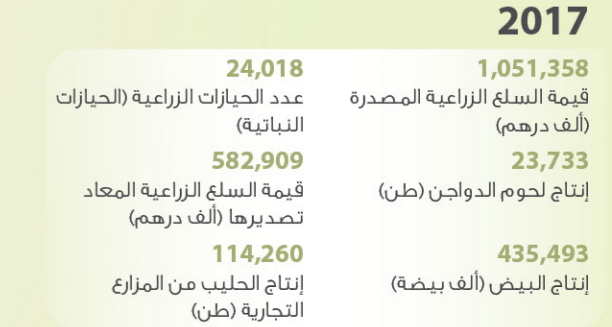 2017
1,051,358
قيمة السلع الزراعية المصدرة
(ألف درهم)
24,018
عدد الحيازات الزراعية (الحيازات
النباتية)
23,733
إنتاج لحوم الدواجن (طن)
582,909
قيمة السلع الزراعية المعاد
تصديرها (ألف درهم)
435,493
إنتاج البيض (ألف بيضة)
114,260
إنتاج الحليب من المزارع
التجارية (طن)